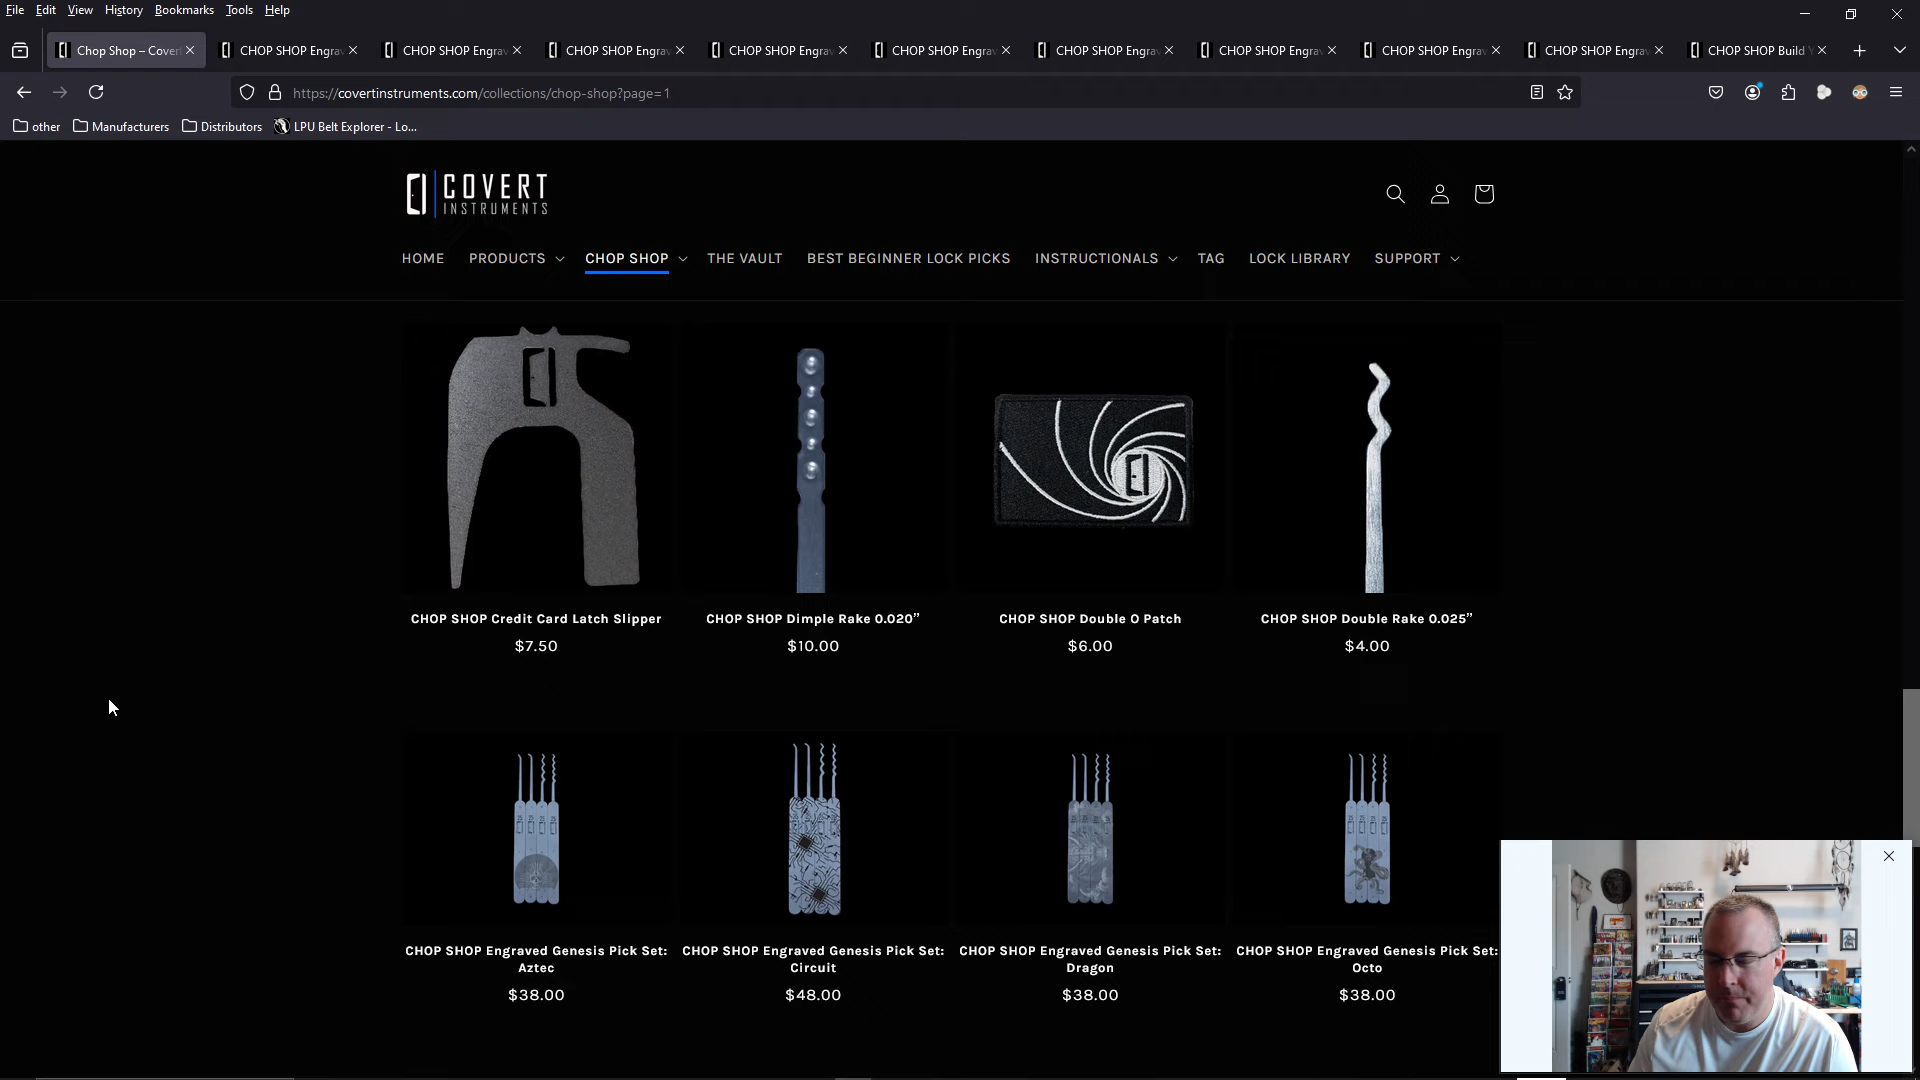 File Edit View History Bookmarks Tools Help
Chop Shop – Cover
CHOP SHOP Engrav
CHOP SHOP Engrav
CHOP SHOP Engrav
CHOP SHOP Engrav
CHOP SHOP Engrav
CHOP SHOP Engrav
CHOP SHOP Engrav
CHOP SHOP Engrav
CHOP SHOP Engrav
CHOP SHOP Build Y
https://covertinstruments.com/collections/chop-shop?page=1
other Manufacturers Distributors LPU Belt Explorer - Lo...
COVERT
INSTRUMENTS
HOME PRODUCTS CHOP SHOP THE VAULT BEST BEGINNER LOCK PICKS INSTRUCTIONALS TAG LOCK LIBRARY SUPPORT
CHOP SHOP Credit Card Latch Slipper
$7.50
CHOP SHOP Dimple Rake 0.020”
$10.00
CHOP SHOP Double O Patch
$6.00
CHOP SHOP Double Rake 0.025”
$4.00
CHOP SHOP Engraved Genesis Pick Set:
Aztec
$38.00
CHOP SHOP Engraved Genesis Pick Set:
Circuit
$48.00
CHOP SHOP Engraved Genesis Pick Set:
Dragon
$38.00
CHOP SHOP Engraved Genesis Pick Set:
Octo
$38.00